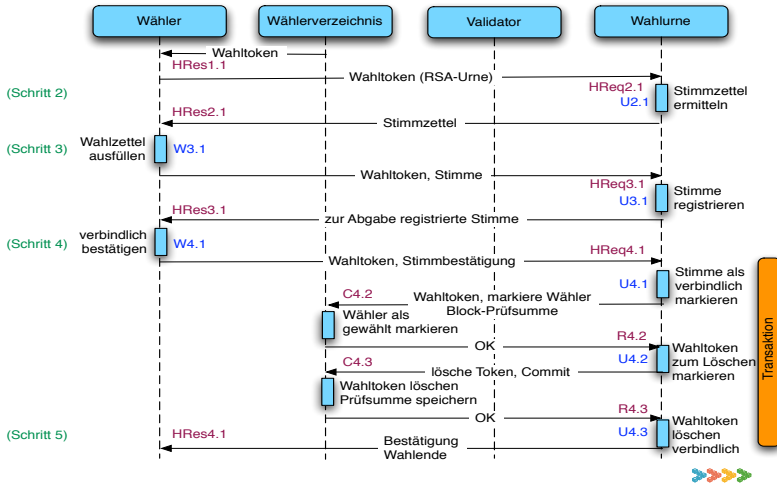 Wähler
Wählerverzeichnis
Validator
Wahlurne
Wahltoken
HRes1.1
Wahltoken (RSA-Urne)
HReq2.1
(Schritt 2)
U2.1
Stimmzettel
ermitteln
HRes2.1
Stimmzettel
(Schritt 3)
Wahlzettel
ausfüllen
W3.1
Wahltoken, Stimme
HReq3.1
U3.1
Stimme
registrieren
HRes3.1
zur Abgabe registrierte Stimme
(Schritt 4)
verbindlich
bestätigen
W4.1
HReq4.1
Wahltoken, Stimmbestätigung
U4.1
Stimme als
verbindlich
markieren
C4.2
Wahltoken, markiere Wähler
Block-Prüfsumme
Wähler als
gewählt markieren
R4.2
OK
U4.2
Wahltoken
zum Löschen
markieren
C4.3
lösche Token, Commit
Wahltoken löschen
Prüfsumme speichern
R4.3
OK
U4.3
Wahltoken
löschen
verbindlich
Transaktion
(Schritt 5)
HRes4.1
Bestätigung
Wahlende